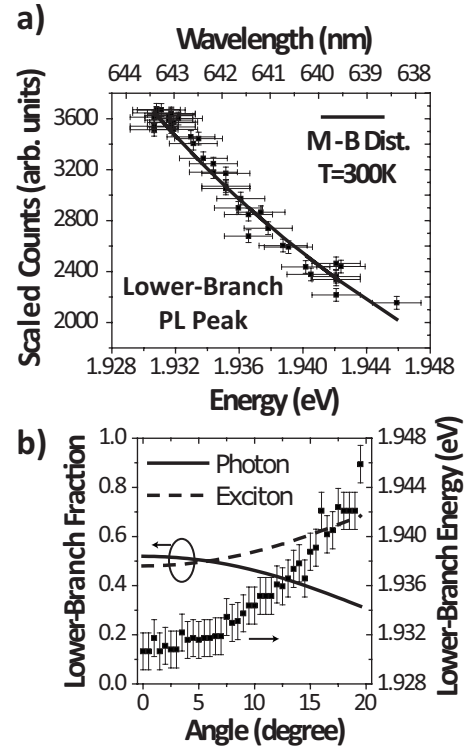 a)
Wavelength (nm)
644 643 642 641 640 639 638
Scaled Counts (arb. units)
3600
3200
2800
2400
2000
M-B Dist.
T=300K
Lower-Branch
PL Peak
1.928 1.932 1.936 1.940 1.944 1.948
Energy (eV)
b)
Lower-Branch Fraction
1.0
0.8
0.6
0.4
0.2
0.0
Photon
Exciton
1.948
1.944
1.940
1.936
1.932
1.928
Lower-Branch Energy (eV)
0 5 10 15 20
Angle (degree)